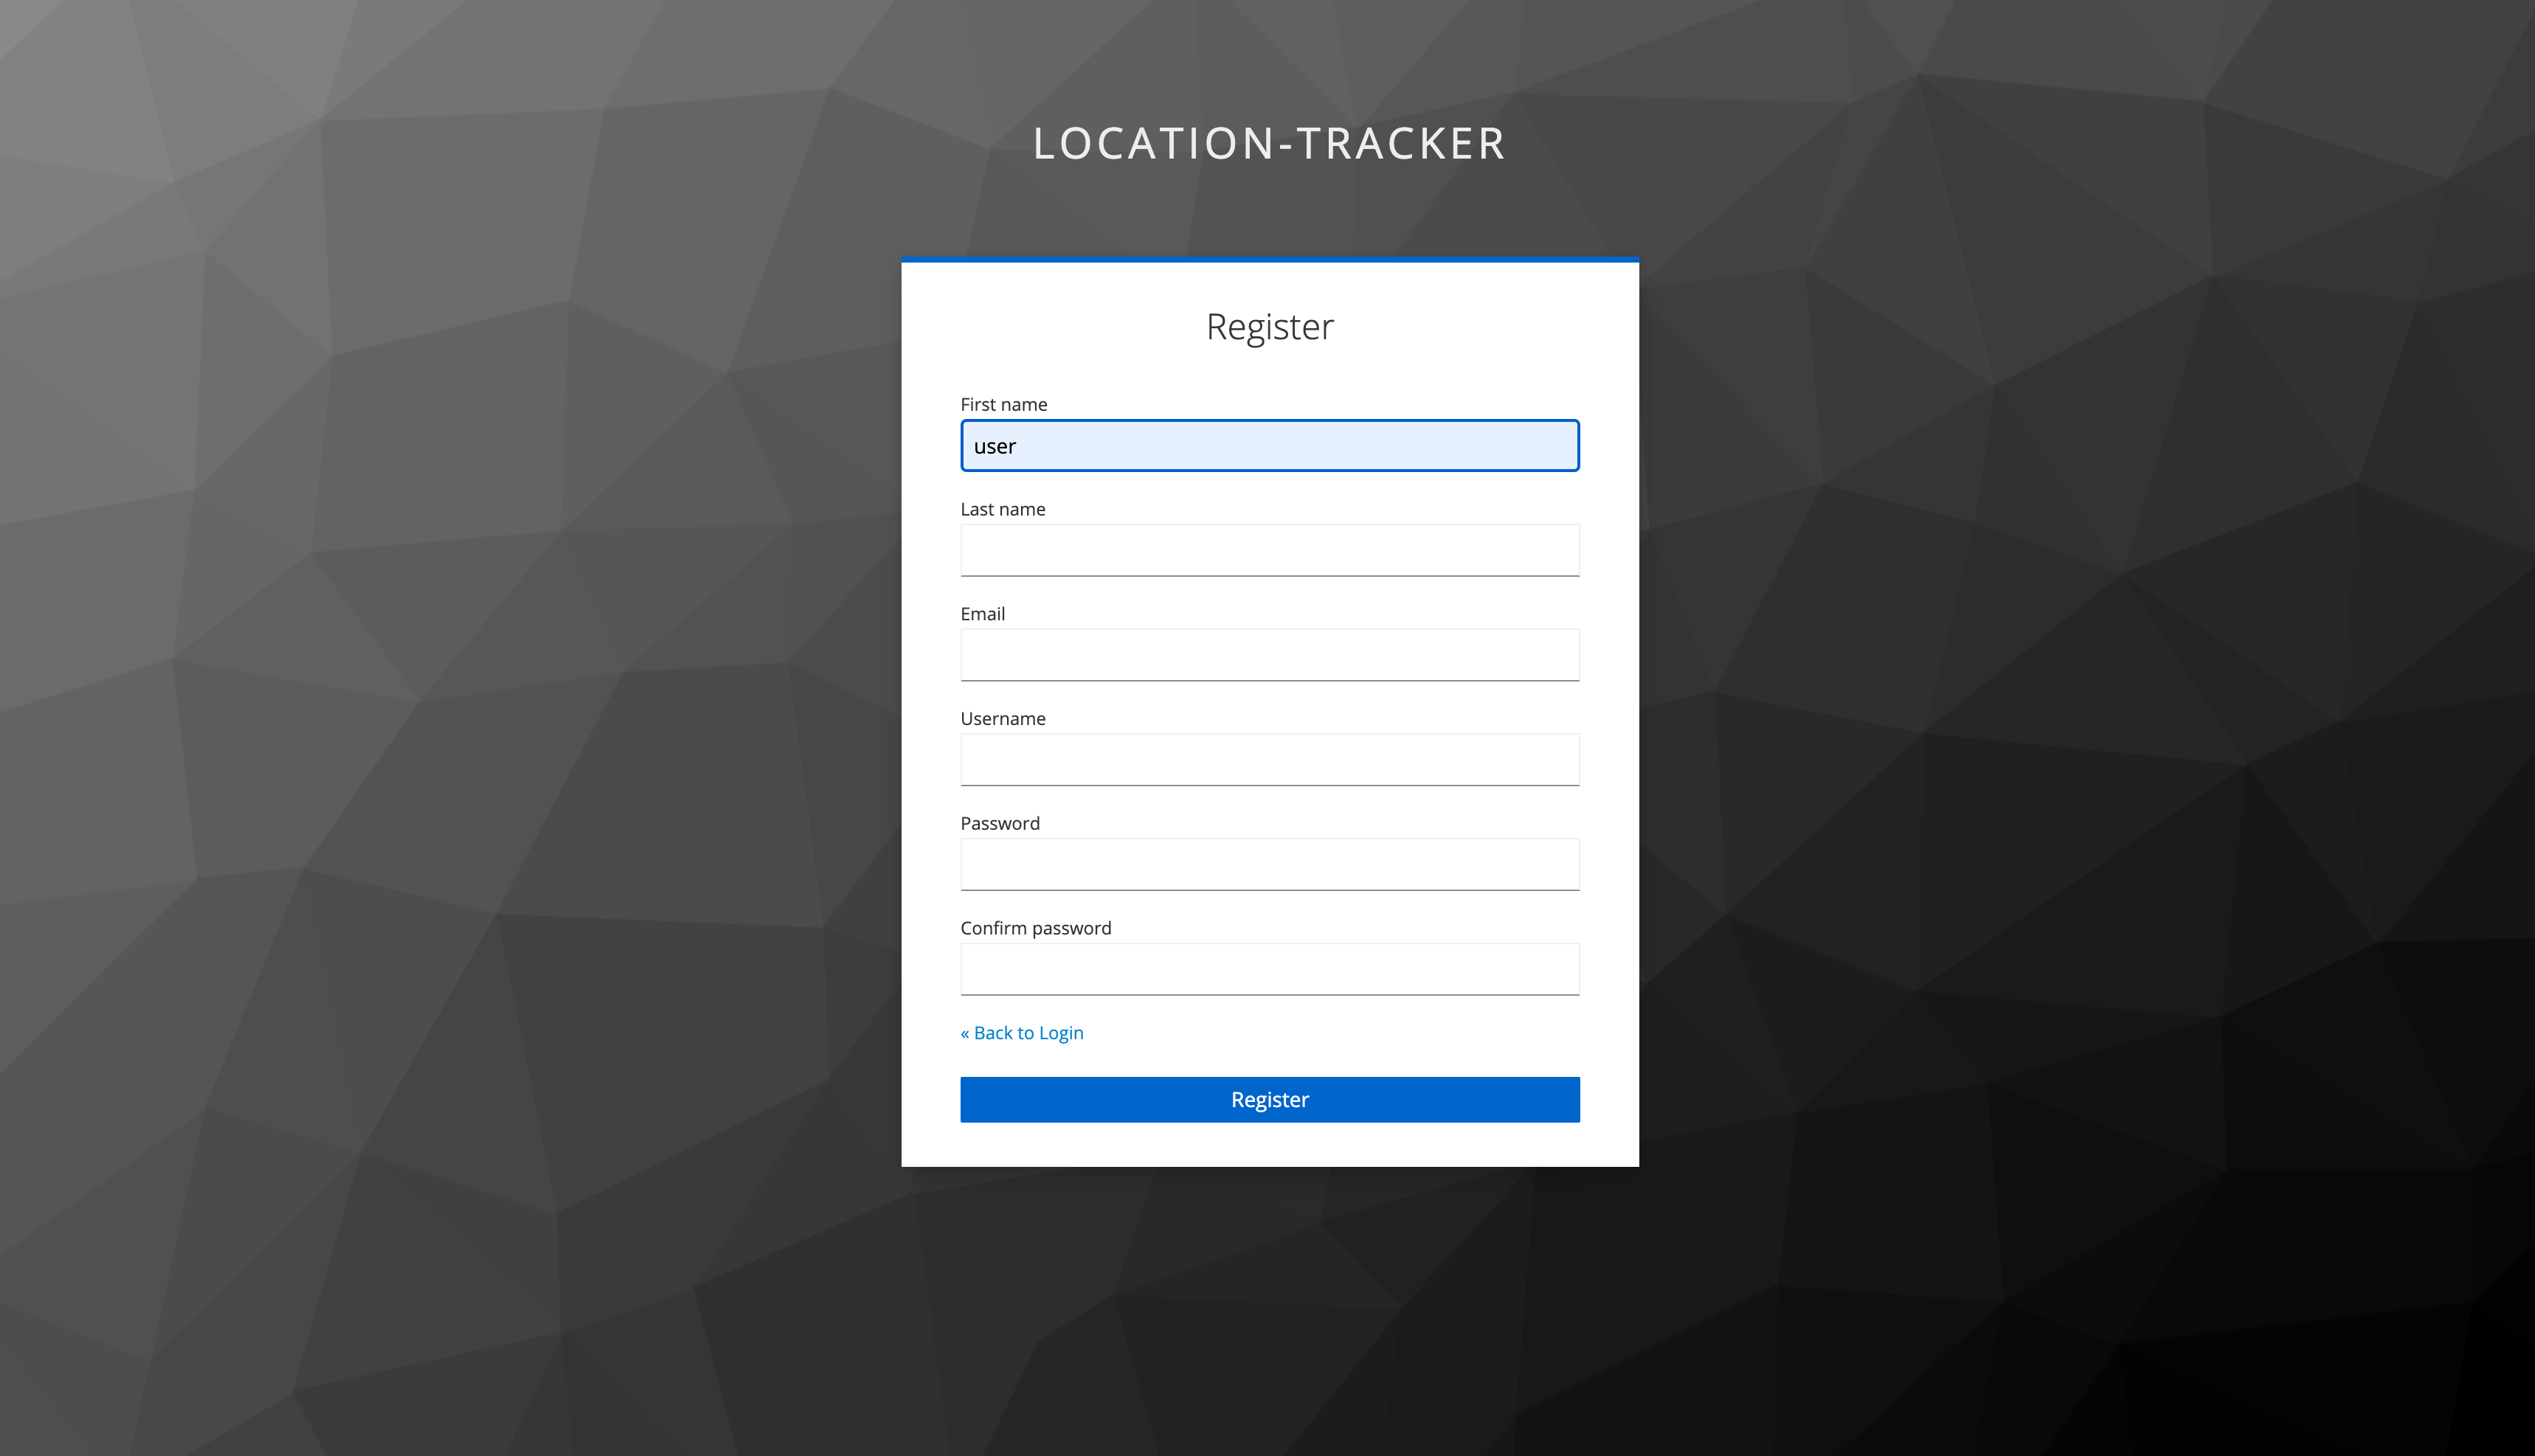 LOCATION-TRACKER
Register
First name
user
Last name
Email
Username
Password
Confirm password
« Back to Login
Register